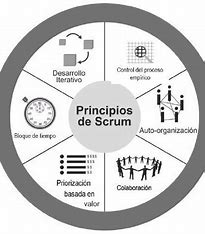 Desarrollo
Iterativo
Control del proceso
empírico
Principios
de Scrum
Bloque de tiempo
Auto-organización
Priorización
basada en
valor
Colaboración